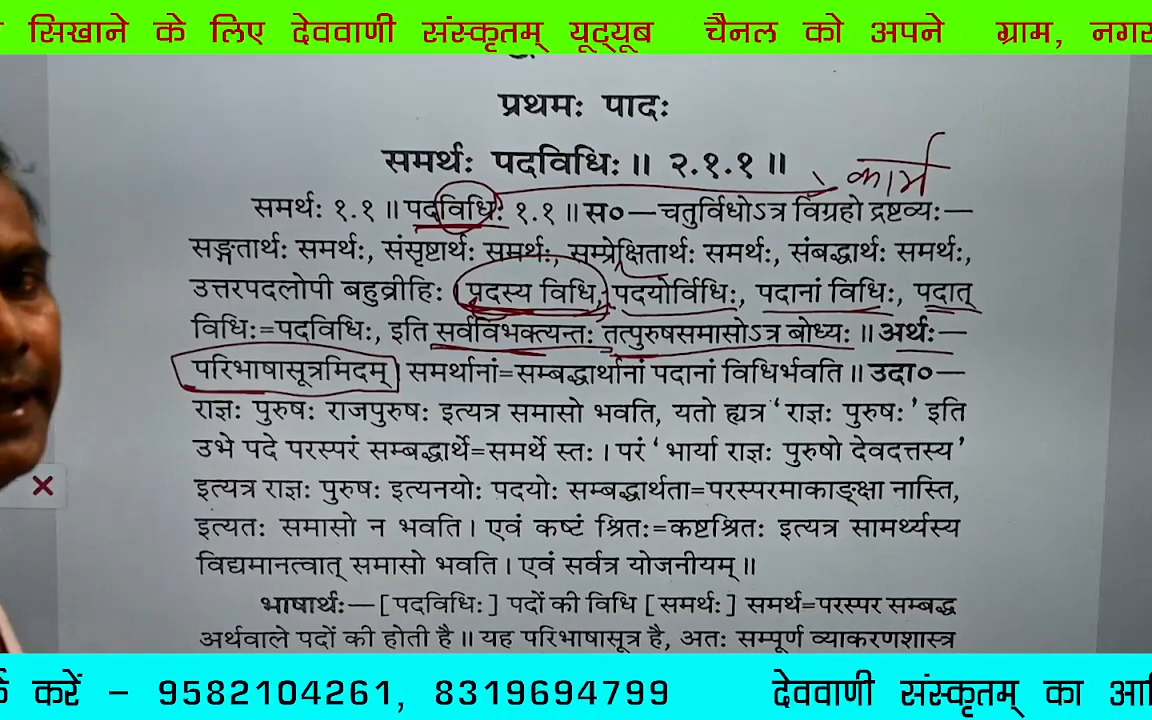 सिखाने के लिए देववाणी संस्कृतम् यूट्यूब चैनल को अपने ग्राम, नगर
प्रथमः पादः
समर्थः पदविधिः ॥ २.१.१ ॥
कार्य
समर्थः १.१ ॥ पदविधिः १.१ ॥ स०—चतुर्विधोऽत्र विग्रहो द्रष्टव्यः—
सङ्गतार्थः समर्थः, संसृष्टार्थः समर्थः, सम्प्रेक्षितार्थः समर्थः, संबद्धार्थः समर्थः,
उत्तरपदलोपी बहुव्रीहिः पदस्य विधि, पदयोर्विधिः, पदानां विधिः, पदात्
विधिः=पदविधिः, इति सर्वविभक्त्यन्तः तत्पुरुषसमासोऽत्र बोध्यः ॥ अर्थः—
परिभाषासूत्रमिदम् समर्थानां=सम्बद्धार्थानां पदानां विधिर्भवति ॥ उदा०—
राज्ञः पुरुषः राजपुरुषः इत्यत्र समासो भवति, यतो ह्यत्र ‘राज्ञः पुरुषः’ इति
उभे पदे परस्परं सम्बद्धार्थे=समर्थे स्तः । परं ‘भार्या राज्ञः पुरुषो देवदत्तस्य’
इत्यत्र राज्ञः पुरुषः इत्यनयोः पदयोः सम्बद्धार्थता=परस्परमाकाङ्क्षा नास्ति,
इत्यतः समासो न भवति । एवं कष्टं श्रितः=कष्टश्रितः इत्यत्र सामर्थ्यस्य
विद्यमानत्वात् समासो भवति । एवं सर्वत्र योजनीयम् ॥
भाषार्थः—[पदविधिः] पदों की विधि [समर्थः] समर्थ=परस्पर सम्बद्ध
अर्थवाले पदों की होती है ॥ यह परिभाषासूत्र है, अतः सम्पूर्ण व्याकरणशास्त्र
करें – 9582104261, 8319694799 देववाणी संस्कृतम् का